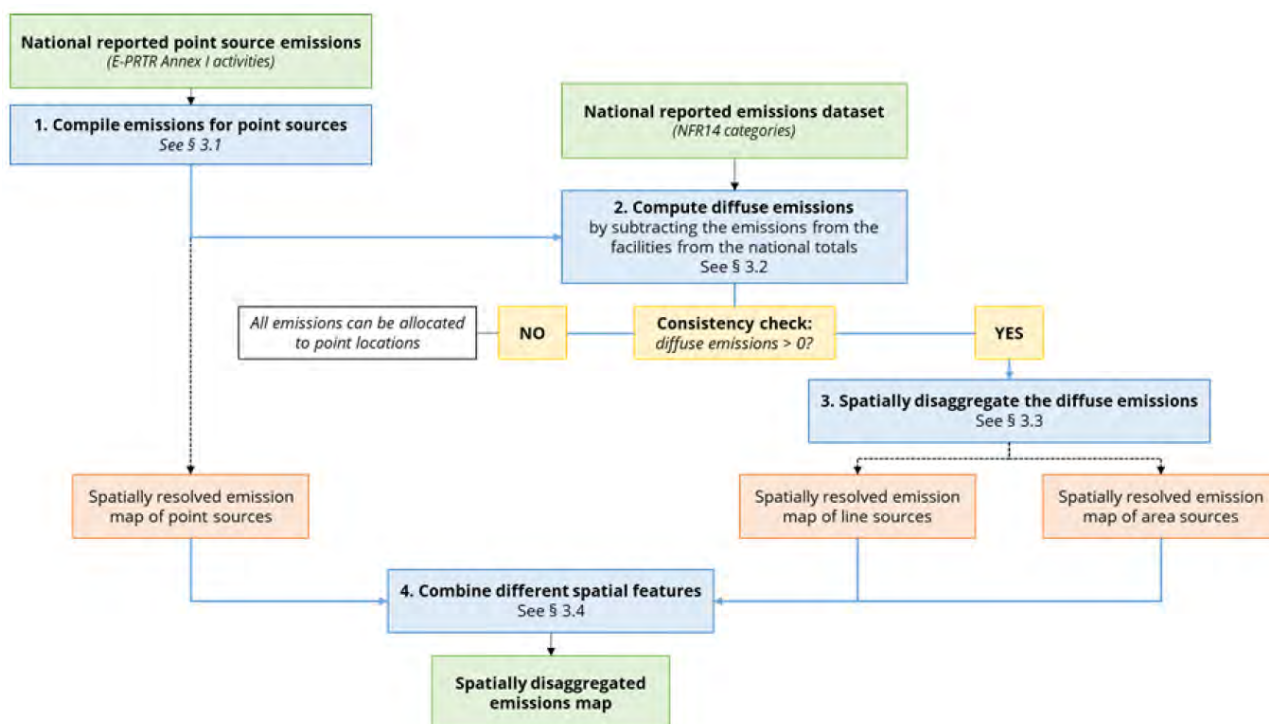 National reported point source emissions
(E-PRTR Annex I activities)
1. Compile emissions for point sources
See § 3.1
National reported emissions dataset
(NFR14 categories)
2. Compute diffuse emissions
by subtracting the emissions from the
facilities from the national totals
See § 3.2
All emissions can be allocated
to point locations
NO
Consistency check:
diffuse emissions > 0?
YES
3. Spatially disaggregate the diffuse emissions
See § 3.3
Spatially resolved emission
map of point sources
Spatially resolved emission
map of line sources
Spatially resolved emission
map of area sources
4. Combine different spatial features
See § 3.4
Spatially disaggregated
emissions map